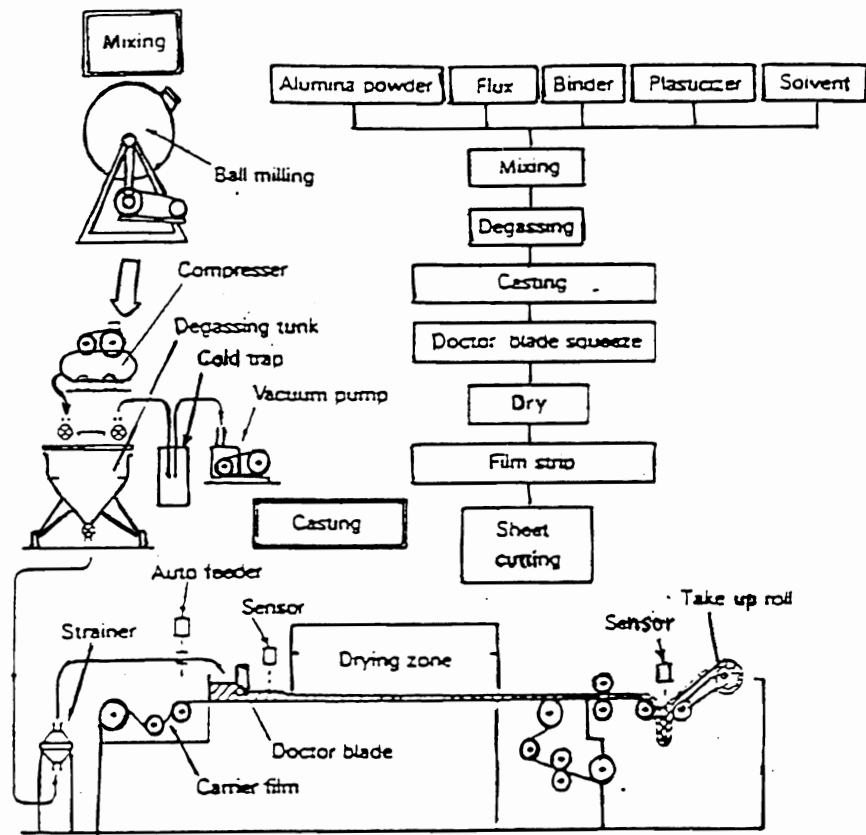 Mixing
Alumina powder
Flux
Binder
Plasticizer
Solvent
Ball milling
Mixing
Degassing
Compresser
Casting
Degassing tunk
Doctor blade squeeze
Cold trap
Vacuum pump
Dry
Film strip
Casting
Sheet
cutting
Auto feeder
Sensor
Take up roll
Strainer
Sensor
Drying zone
Doctor blade
Carrier film